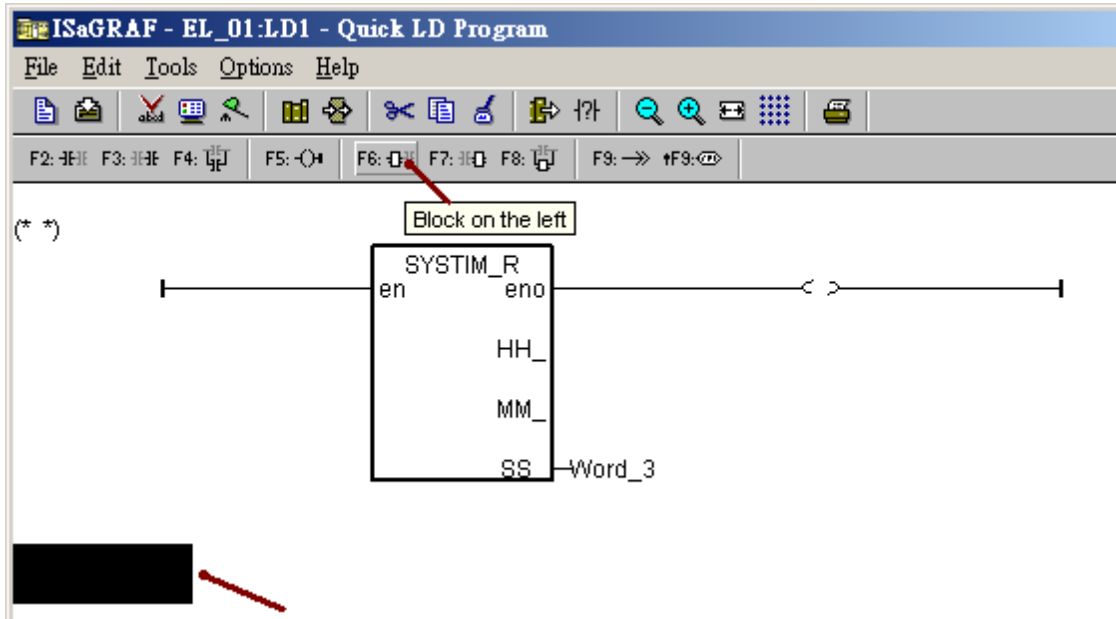 ISaGRAF - EL_01:LD1 - Quick LD Program
File Edit Tools Options Help
F2: F3: F4: F5: F6: F7: F8: F9: F9:
Block on the left
(* *)
SYSTIM_R
en eno
HH_
MM_
SS_ Word_3